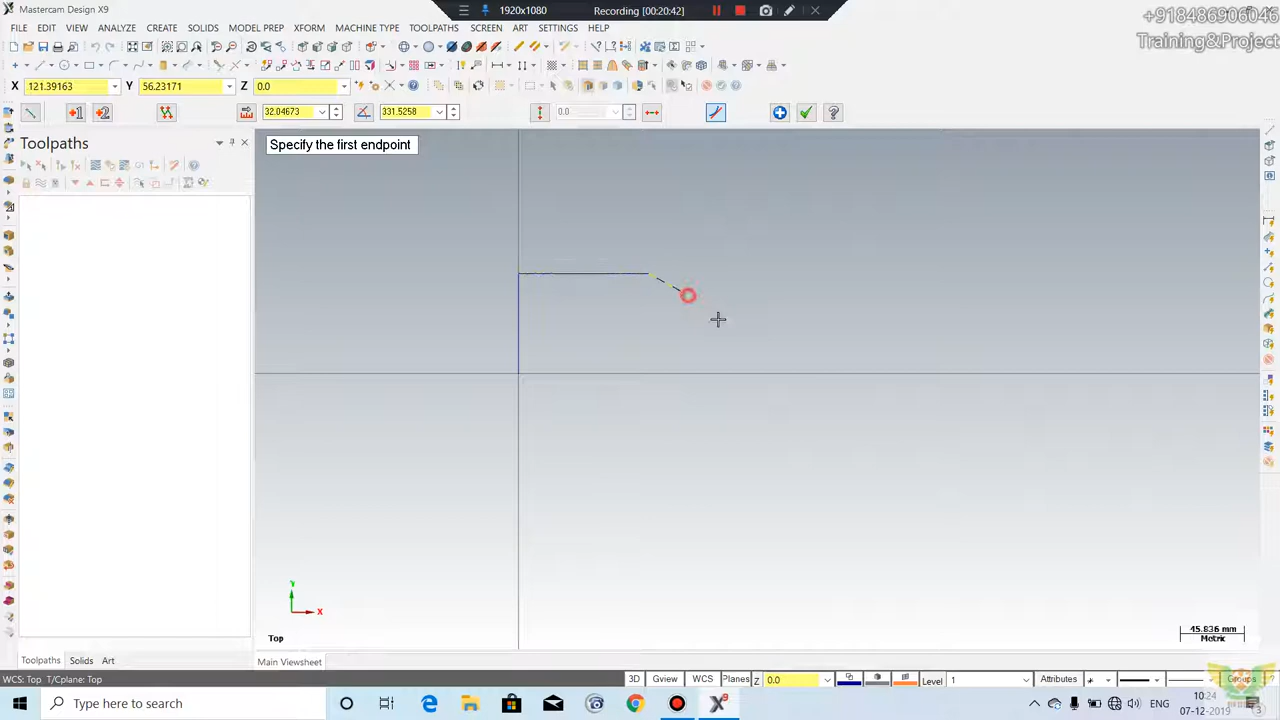 Mastercam Design X9
1920x1080
Recording [00:20:42]
+918486906046
Training&Project
FILE EDIT VIEW ANALYZE CREATE SOLIDS MODEL PREP XFORM MACHINE TYPE TOOLPATHS SCREEN ART SETTINGS HELP
X 121.39163 Y 56.23171 Z 0.0
32.04673 331.5258 0.0
Toolpaths
Specify the first endpoint
Y
X
Top
45.836 mm
Metric
Toolpaths Solids Art
Main Viewsheet
WCS: Top T/Cplane: Top
3D Gview WCS Planes Z 0.0 Level 1 Attributes Groups ?
Type here to search
ENG
10:24
07-12-2019
3